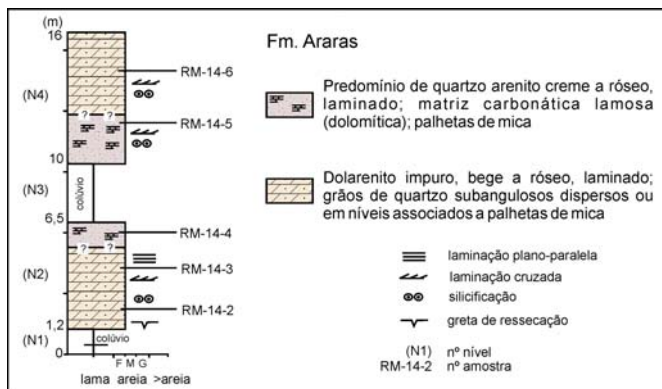 (m)
16
RM-14-6
(N4)
? ?
RM-14-5
10
(N3)
colúvio
6,5
RM-14-4
? ?
RM-14-3
(N2)
RM-14-2
1,2
(N1)
colúvio
0
F M G
lama areia >areia
Fm. Araras
Predomínio de quartzo arenito creme a róseo,
laminado; matriz carbonática lamosa
(dolomítica); palhetas de mica
Dolarenito impuro, bege a róseo, laminado;
grãos de quartzo subangulosos dispersos ou
em níveis associados a palhetas de mica
laminação plano-paralela
laminação cruzada
silicificação
greta de ressecação
(N1) nº nível
RM-14-2 nº amostra